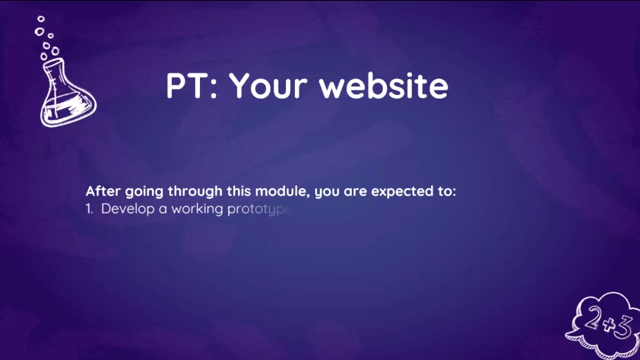 PT: Your website
After going through this module, you are expected to:
1. Develop a working prototype
2+3